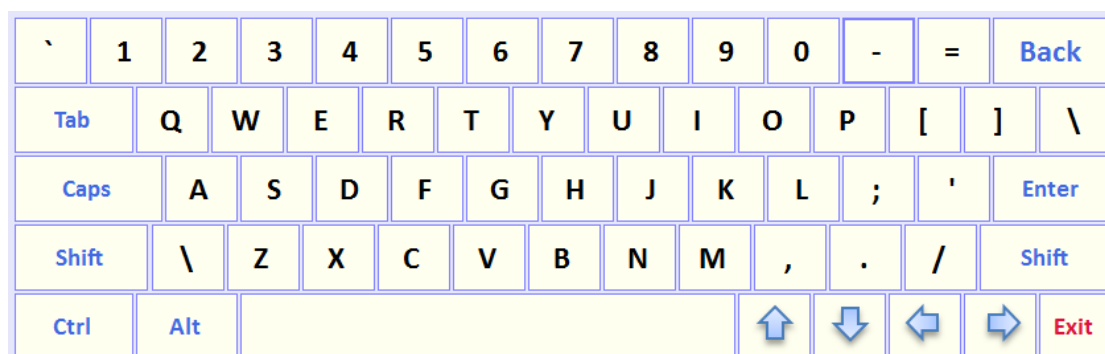 ` 1 2 3 4 5 6 7 8 9 0 - = Back
Tab Q W E R T Y U I O P [ ] \
Caps A S D F G H J K L ; ' Enter
Shift \ Z X C V B N M , . / Shift
Ctrl Alt Exit